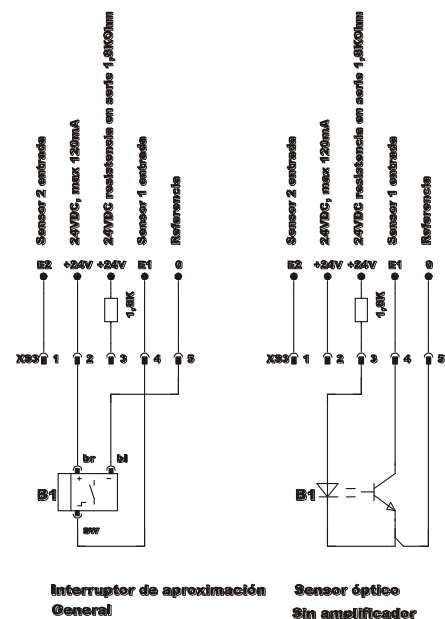 Sensor 2 entrada
24VDC, max 120mA
24VDC resistencia en serie 1,8KOhm
Sensor 1 entrada
Referencia
E2 +24V +24V E1 0
1,8K
XS3 1 2 3 4 5
br bl
+ -
B1
sw
Interruptor de aproximación
General
Sensor 2 entrada
24VDC, max 120mA
24VDC resistencia en serie 1,8KOhm
Sensor 1 entrada
Referencia
E2 +24V +24V E1 0
1,8K
XS3 1 2 3 4 5
B1
Sensor óptico
Sin amplificador